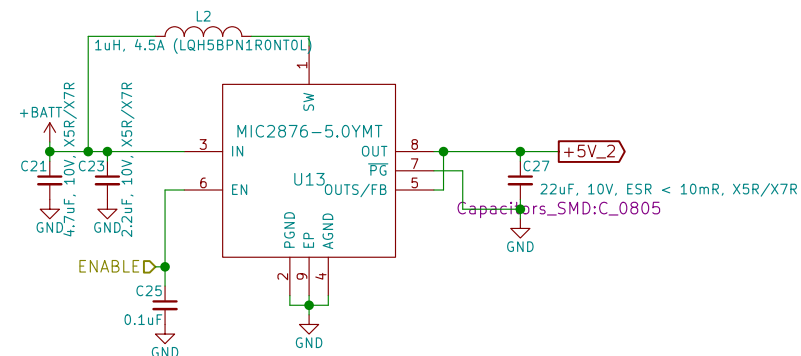 L2
1uH, 4.5A (LQH5BPN1R0NT0L)
1
SW
+BATT
C21
4.7uF, 10V, X5R/X7R
GND
C23
2.2uF, 10V, X5R/X7R
GND
MIC2876-5.0YMT
3
IN
6
EN
U13
OUT
8
PG
7
OUTS/FB
5
PGND
EP
AGND
2
9
4
GND
+5V_2
C27
22uF, 10V, ESR < 10mR, X5R/X7R
Capacitors_SMD:C_0805
GND
ENABLE
C25
0.1uF
GND